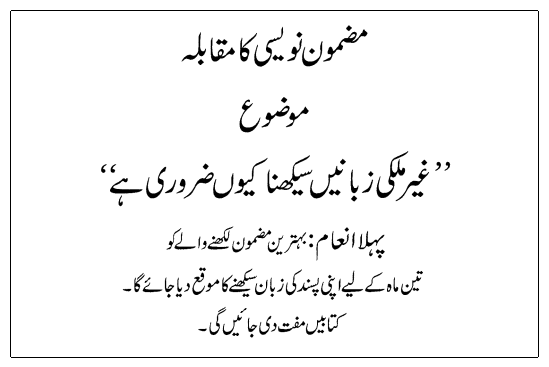 مضمون نویسی کا مقابلہ
موضوع
’’غیر ملکی زبانیں سیکھنا کیوں ضروری ہے‘‘
پہلا انعام: بہترین مضمون لکھنے والے کو
تین ماہ کے لیے اپنی پسند کی زبان سیکھنے کا موقع دیا جائے گا۔
کتابیں مفت دی جائیں گی۔